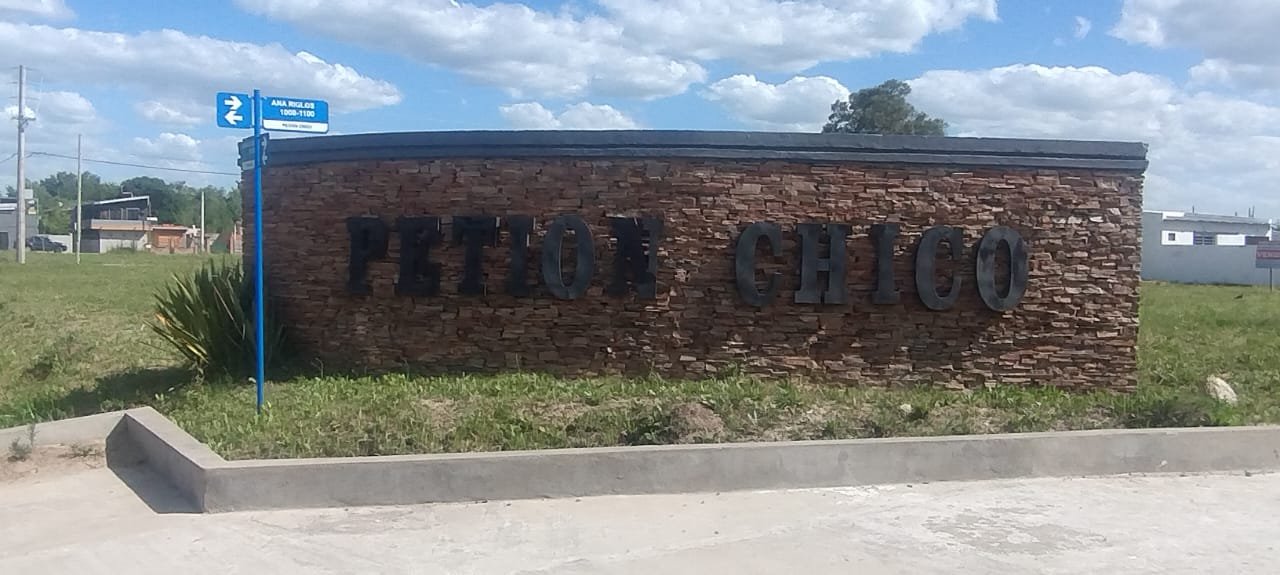 ANA RIGLOS
1000-1100
PETION CHICO